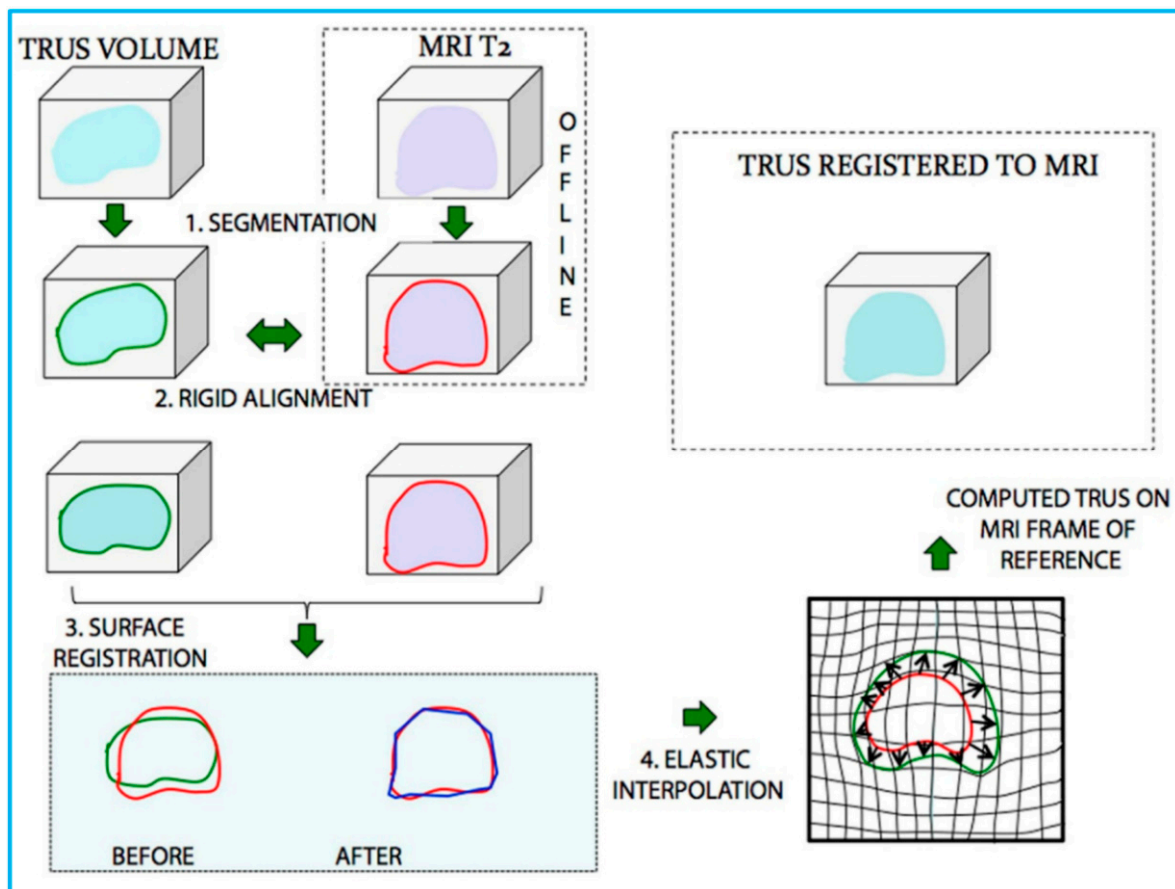 TRUS VOLUME
MRI T2
OFFLINE
1. SEGMENTATION
2. RIGID ALIGNMENT
3. SURFACE
REGISTRATION
BEFORE
AFTER
4. ELASTIC
INTERPOLATION
COMPUTED TRUS ON
MRI FRAME OF
REFERENCE
TRUS REGISTERED TO MRI